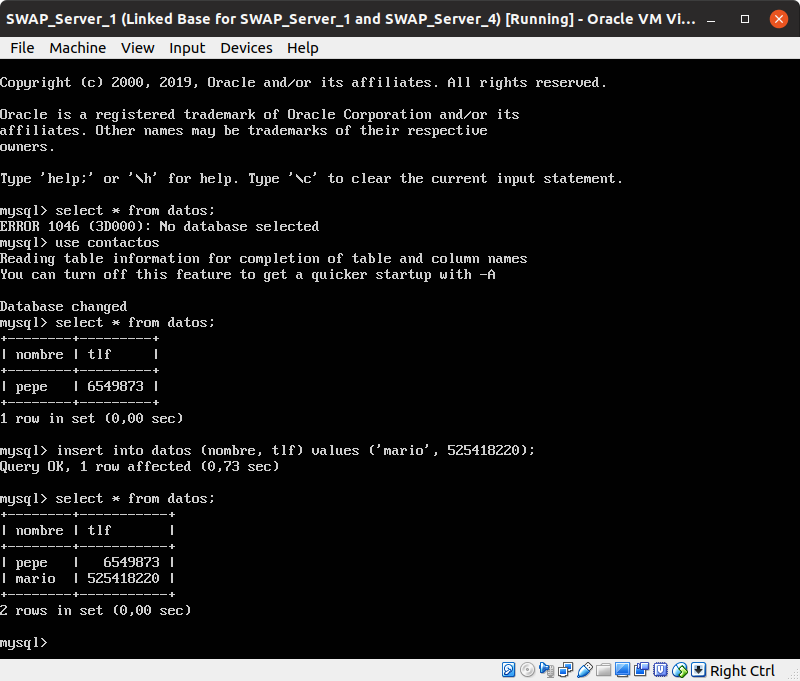 SWAP_Server_1 (Linked Base for SWAP_Server_1 and SWAP_Server_4) [Running] - Oracle VM Vi...
File Machine View Input Devices Help
Copyright (c) 2000, 2019, Oracle and/or its affiliates. All rights reserved.
Oracle is a registered trademark of Oracle Corporation and/or its
affiliates. Other names may be trademarks of their respective
owners.
Type 'help;' or '\h' for help. Type '\c' to clear the current input statement.
mysql> select * from datos;
ERROR 1046 (3D000): No database selected
mysql> use contactos
Reading table information for completion of table and column names
You can turn off this feature to get a quicker startup with -A
Database changed
mysql> select * from datos;
+--------+---------+
| nombre | tlf     |
+--------+---------+
| pepe   | 6549873 |
+--------+---------+
1 row in set (0,00 sec)
mysql> insert into datos (nombre, tlf) values ('mario', 525418220);
Query OK, 1 row affected (0,73 sec)
mysql> select * from datos;
+--------+-----------+
| nombre | tlf       |
+--------+-----------+
| pepe   |   6549873 |
| mario  | 525418220 |
+--------+-----------+
2 rows in set (0,00 sec)
mysql>
Right Ctrl